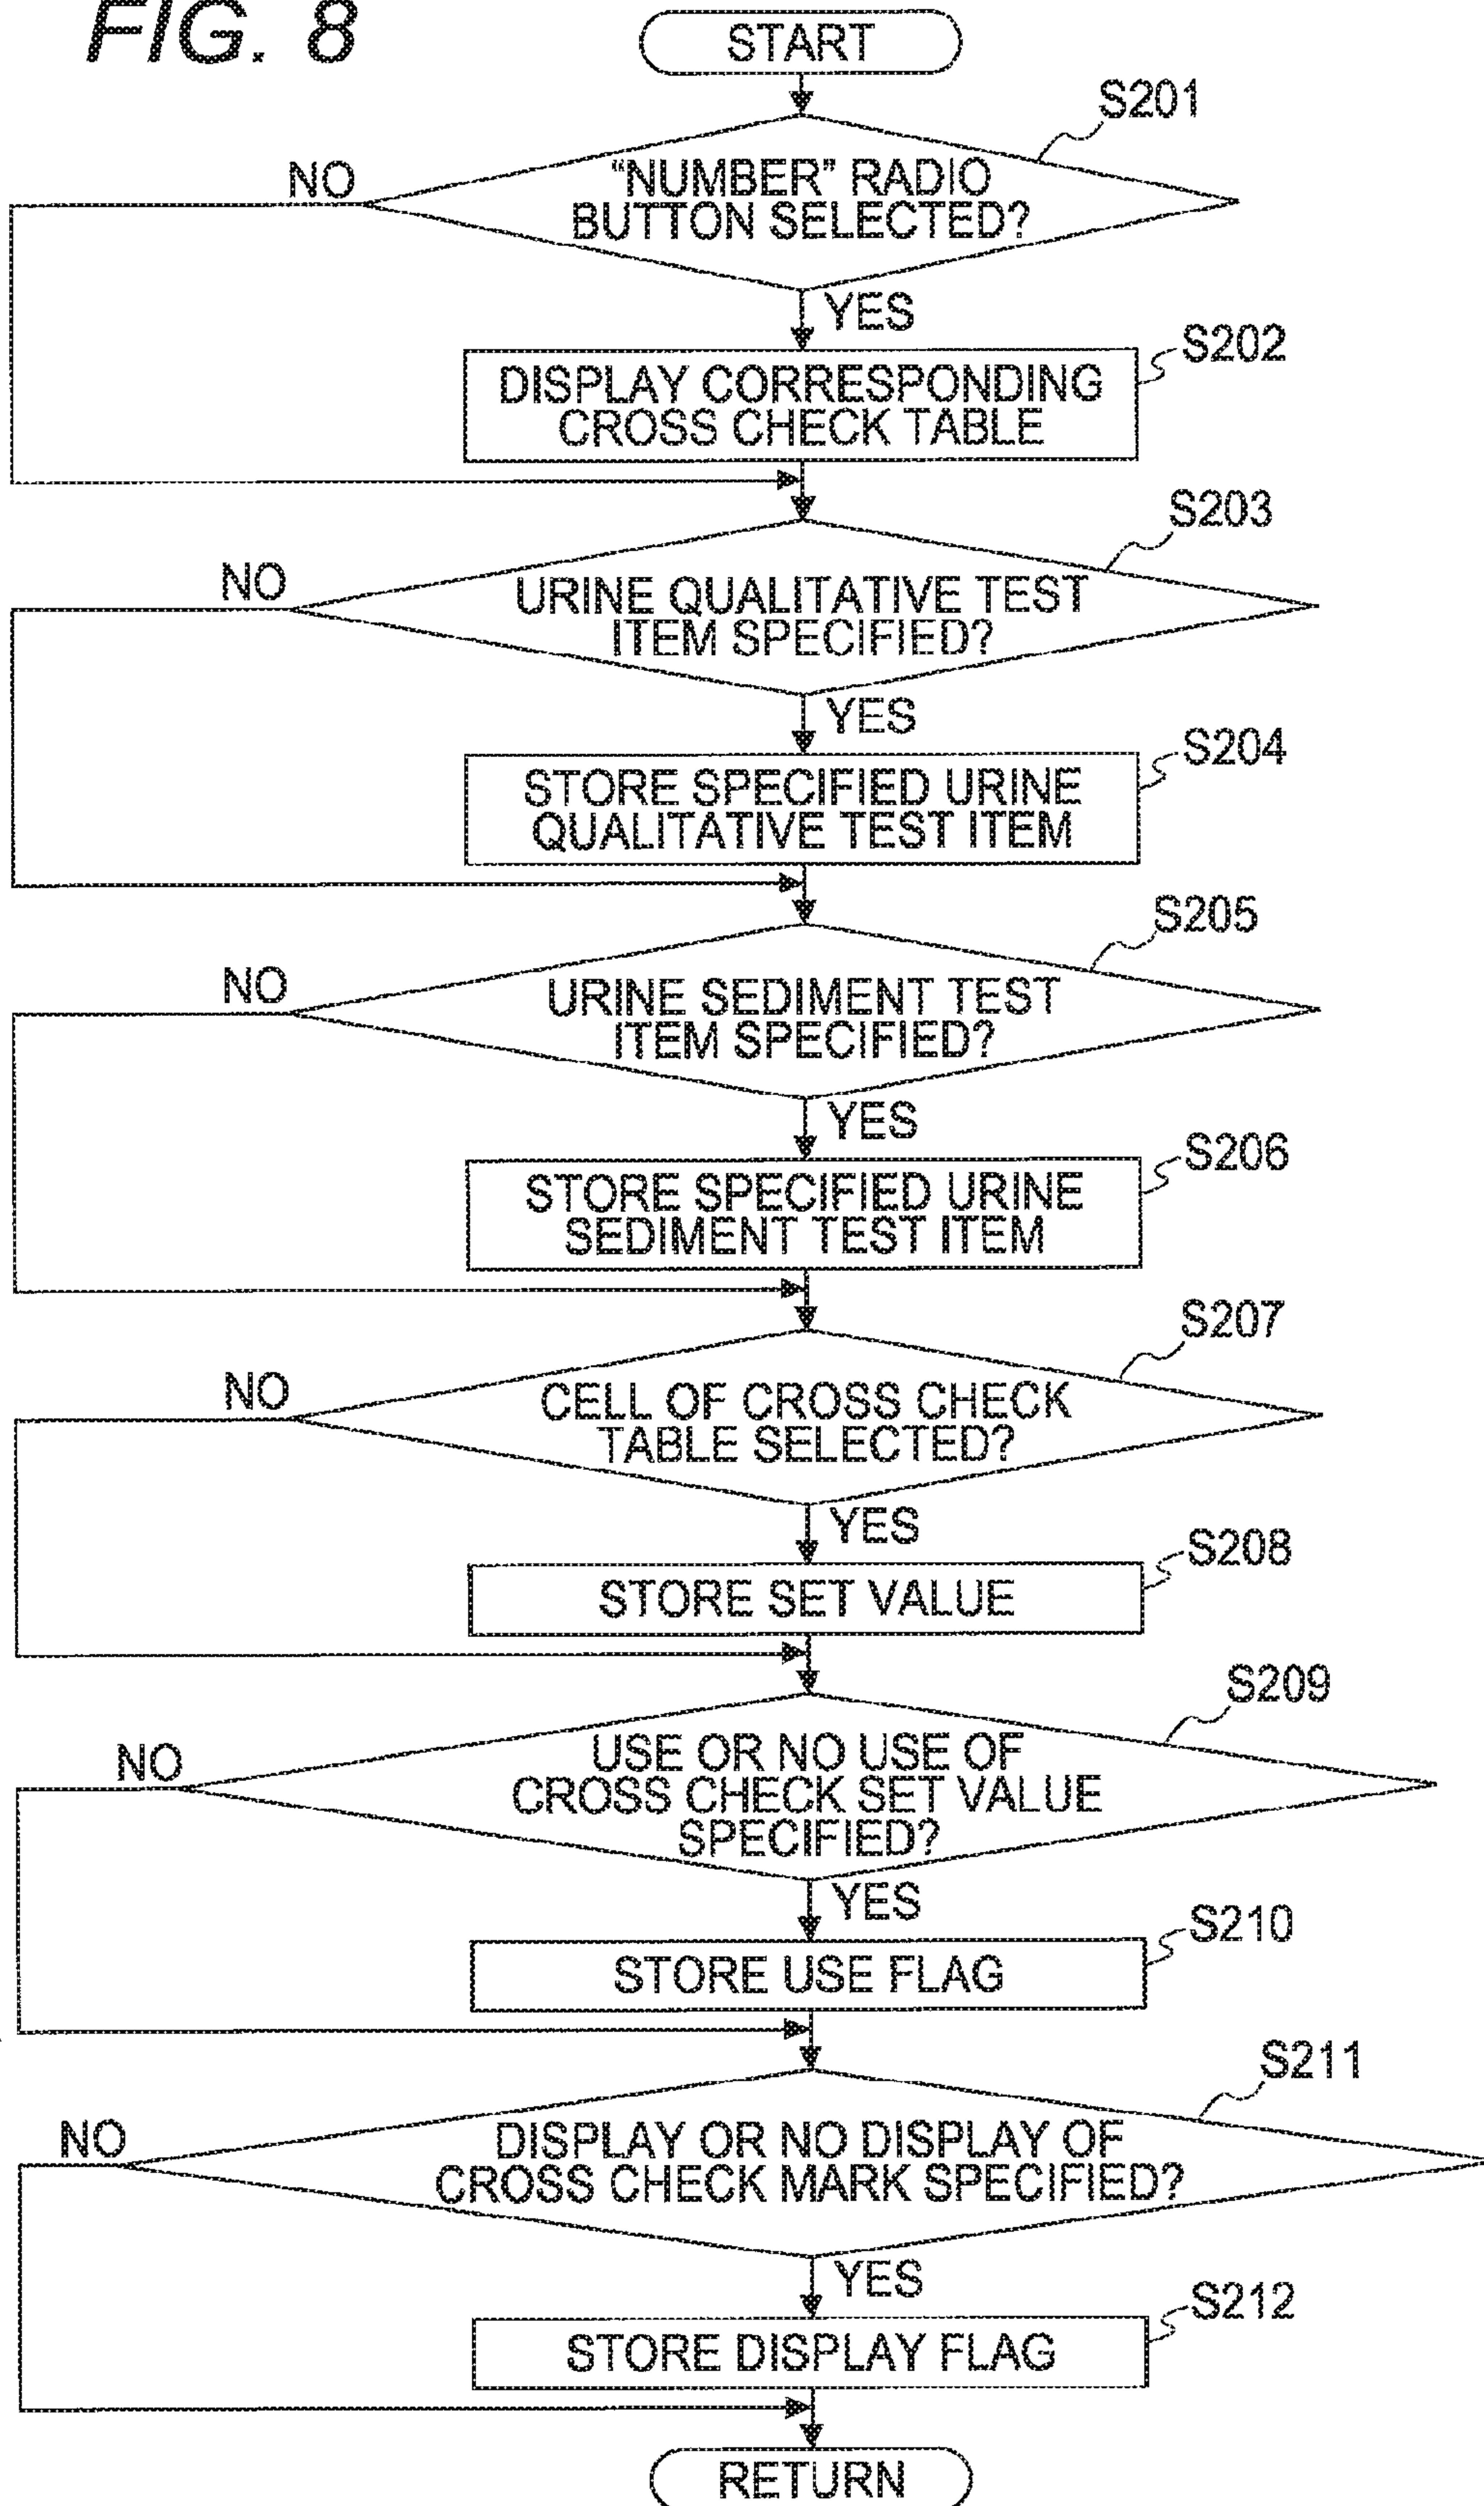 FIG. 8
START
S201
NO
“NUMBER” RADIO
BUTTON SELECTED?
YES
S202
DISPLAY CORRESPONDING
CROSS CHECK TABLE
S203
NO
URINE QUALITATIVE TEST
ITEM SPECIFIED?
YES
S204
STORE SPECIFIED URINE
QUALITATIVE TEST ITEM
S205
NO
URINE SEDIMENT TEST
ITEM SPECIFIED?
YES
S206
STORE SPECIFIED URINE
SEDIMENT TEST ITEM
S207
NO
CELL OF CROSS CHECK
TABLE SELECTED?
YES
S208
STORE SET VALUE
S209
NO
USE OR NO USE OF
CROSS CHECK SET VALUE
SPECIFIED?
YES
S210
STORE USE FLAG
S211
NO
DISPLAY OR NO DISPLAY OF
CROSS CHECK MARK SPECIFIED?
YES
S212
STORE DISPLAY FLAG
RETURN